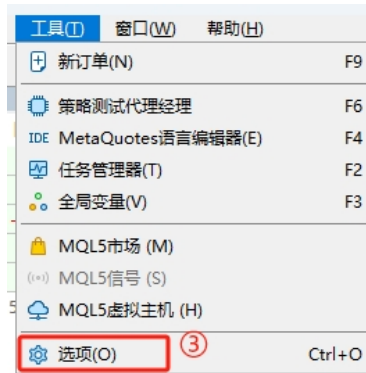 工具(T) 窗口(W) 帮助(H)
新订单(N) F9
策略测试代理经理 F6
IDE MetaQuotes语言编辑器(E) F4
任务管理器(T) F2
全局变量(V) F3
MQL5市场 (M)
MQL5信号 (S)
5 MQL5虚拟主机 (H)
选项(O) ③ Ctrl+O